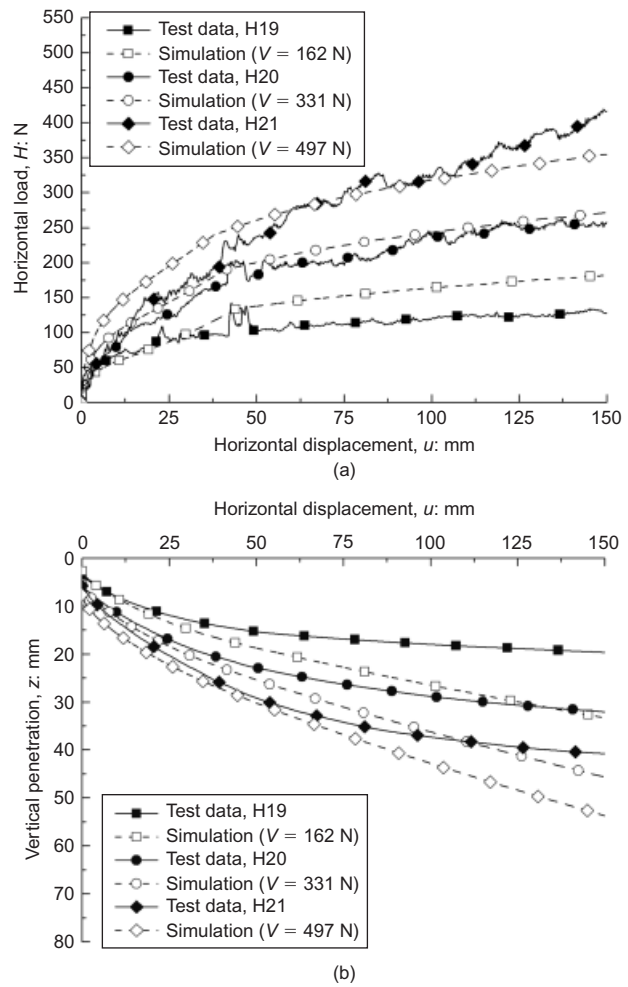 550
500
450
400
350
300
250
200
150
100
50
0
Horizontal load, H: N
Test data, H19
Simulation (V = 162 N)
Test data, H20
Simulation (V = 331 N)
Test data, H21
Simulation (V = 497 N)
0 25 50 75 100 125 150
Horizontal displacement, u: mm
(a)
Horizontal displacement, u: mm
0 25 50 75 100 125 150
0
10
20
30
40
50
60
70
80
Vertical penetration, z: mm
Test data, H19
Simulation (V = 162 N)
Test data, H20
Simulation (V = 331 N)
Test data, H21
Simulation (V = 497 N)
(b)